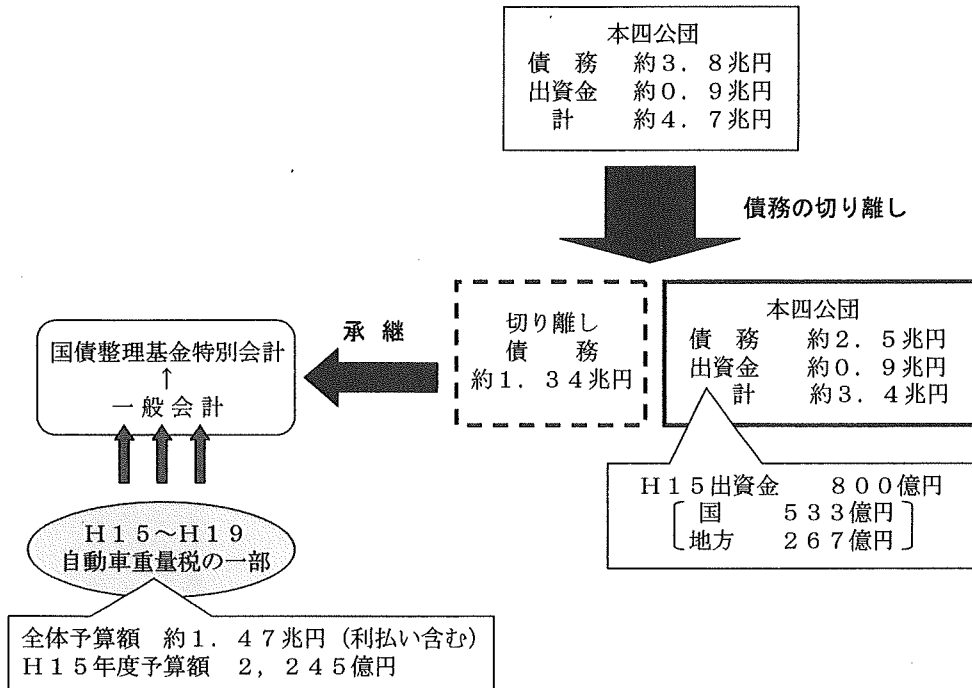 本四公団
債　務　約３．８兆円
出資金　約０．９兆円
計　約４．７兆円
債務の切り離し
切り離し
債　務
約１．３４兆円
本四公団
債　務　約２．５兆円
出資金　約０．９兆円
計　約３．４兆円
承 継
国債整理基金特別会計
↑
一 般 会 計
Ｈ１５出資金　８００億円
国　５３３億円
地方　２６７億円
Ｈ１５～Ｈ１９
自動車重量税の一部
全体予算額　約１．４７兆円（利払い含む）
Ｈ１５年度予算額　２，２４５億円